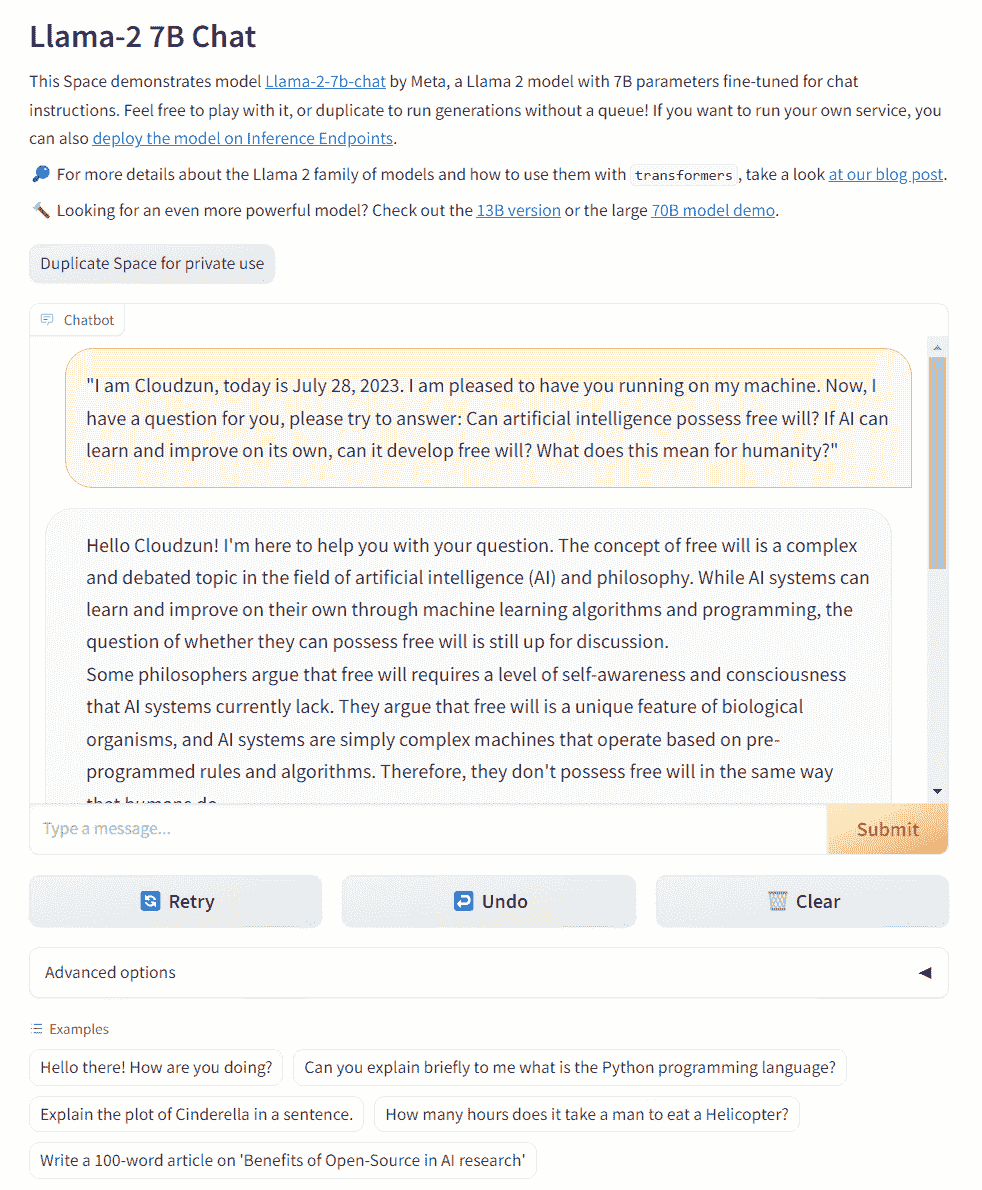 Llama-2 7B Chat
This Space demonstrates model Llama-2-7b-chat by Meta, a Llama 2 model with 7B parameters fine-tuned for chat
instructions. Feel free to play with it, or duplicate to run generations without a queue! If you want to run your own service, you
can also deploy the model on Inference Endpoints.
For more details about the Llama 2 family of models and how to use them with transformers, take a look at our blog post.
Looking for an even more powerful model? Check out the 13B version or the large 70B model demo.
Duplicate Space for private use
Chatbot
"I am Cloudzun, today is July 28, 2023. I am pleased to have you running on my machine. Now, I
have a question for you, please try to answer: Can artificial intelligence possess free will? If AI can
learn and improve on its own, can it develop free will? What does this mean for humanity?"
Hello Cloudzun! I'm here to help you with your question. The concept of free will is a complex
and debated topic in the field of artificial intelligence (AI) and philosophy. While AI systems can
learn and improve on their own through machine learning algorithms and programming, the
question of whether they can possess free will is still up for discussion.
Some philosophers argue that free will requires a level of self-awareness and consciousness
that AI systems currently lack. They argue that free will is a unique feature of biological
organisms, and AI systems are simply complex machines that operate based on pre-
programmed rules and algorithms. Therefore, they don't possess free will in the same way
that humans do
Type a message...
Submit
Retry
Undo
Clear
Advanced options
Examples
Hello there! How are you doing?
Can you explain briefly to me what is the Python programming language?
Explain the plot of Cinderella in a sentence.
How many hours does it take a man to eat a Helicopter?
Write a 100-word article on 'Benefits of Open-Source in AI research'